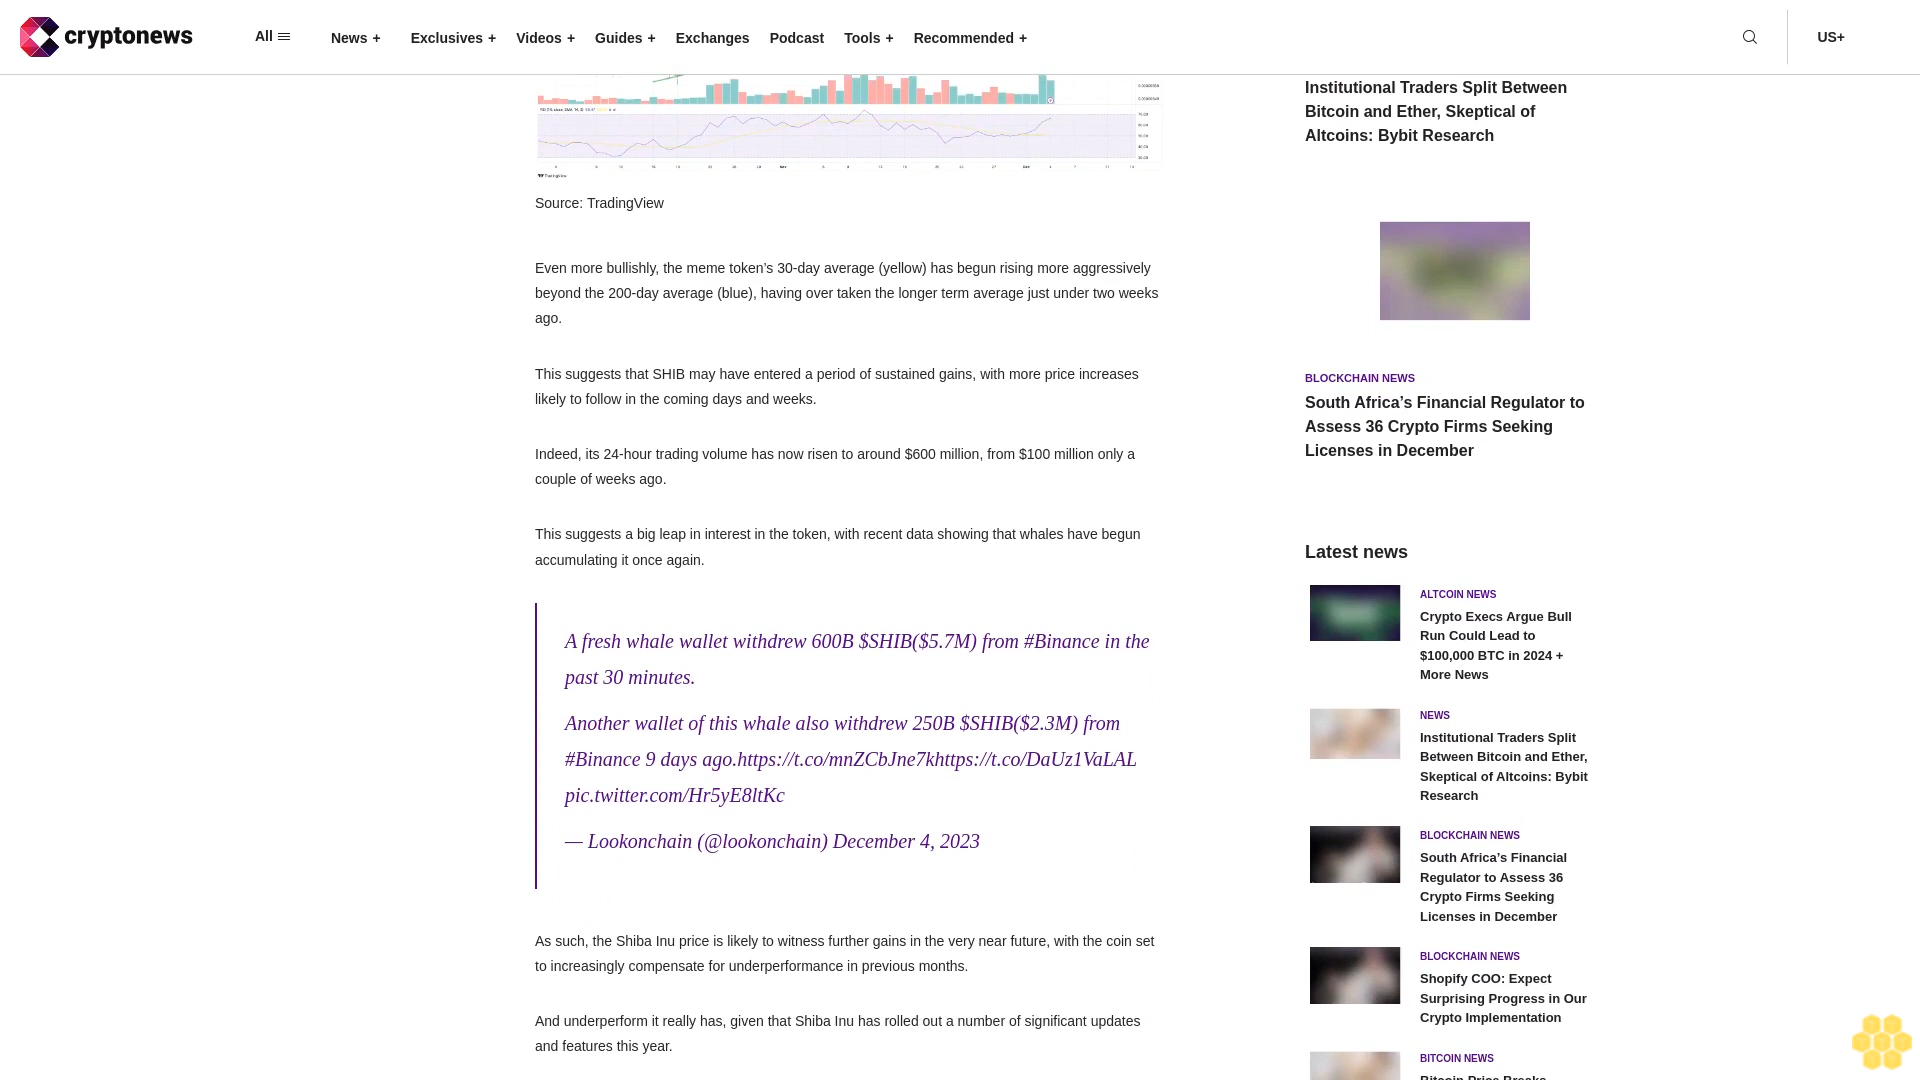 cryptonews
All
News +
Exclusives +
Videos +
Guides +
Exchanges
Podcast
Tools +
Recommended +
US+
Source: TradingView
Even more bullishly, the meme token’s 30-day average (yellow) has begun rising more aggressively
beyond the 200-day average (blue), having over taken the longer term average just under two weeks
ago.
This suggests that SHIB may have entered a period of sustained gains, with more price increases
likely to follow in the coming days and weeks.
Indeed, its 24-hour trading volume has now risen to around $600 million, from $100 million only a
couple of weeks ago.
This suggests a big leap in interest in the token, with recent data showing that whales have begun
accumulating it once again.
A fresh whale wallet withdrew 600B $SHIB($5.7M) from #Binance in the
past 30 minutes.
Another wallet of this whale also withdrew 250B $SHIB($2.3M) from
#Binance 9 days ago.https://t.co/mnZCbJne7khttps://t.co/DaUz1VaLAL
pic.twitter.com/Hr5yE8ltKc
— Lookonchain (@lookonchain) December 4, 2023
As such, the Shiba Inu price is likely to witness further gains in the very near future, with the coin set
to increasingly compensate for underperformance in previous months.
And underperform it really has, given that Shiba Inu has rolled out a number of significant updates
and features this year.
Institutional Traders Split Between
Bitcoin and Ether, Skeptical of
Altcoins: Bybit Research
BLOCKCHAIN NEWS
South Africa’s Financial Regulator to
Assess 36 Crypto Firms Seeking
Licenses in December
Latest news
ALTCOIN NEWS
Crypto Execs Argue Bull
Run Could Lead to
$100,000 BTC in 2024 +
More News
NEWS
Institutional Traders Split
Between Bitcoin and Ether,
Skeptical of Altcoins: Bybit
Research
BLOCKCHAIN NEWS
South Africa’s Financial
Regulator to Assess 36
Crypto Firms Seeking
Licenses in December
BLOCKCHAIN NEWS
Shopify COO: Expect
Surprising Progress in Our
Crypto Implementation
BITCOIN NEWS
Bitcoin Price Breaks